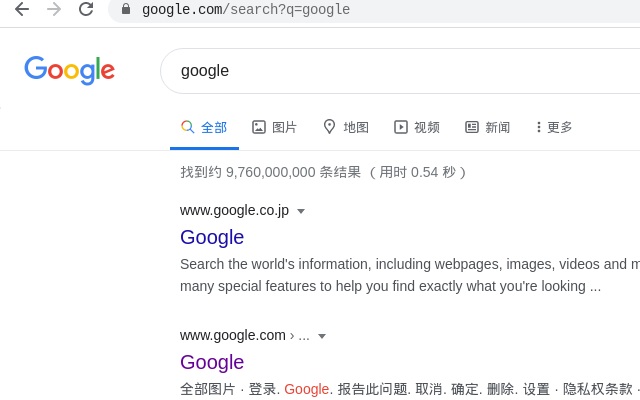 google.com/search?q=google
Google
google
全部 图片 地图 视频 新闻 更多
找到约 9,760,000,000 条结果 （用时 0.54 秒）
www.google.co.jp
Google
Search the world's information, including webpages, images, videos and m
many special features to help you find exactly what you're looking ...
www.google.com › ...
Google
全部图片 · 登录. Google. 报告此问题. 取消. 确定. 删除. 设置 · 隐私权条款 ·